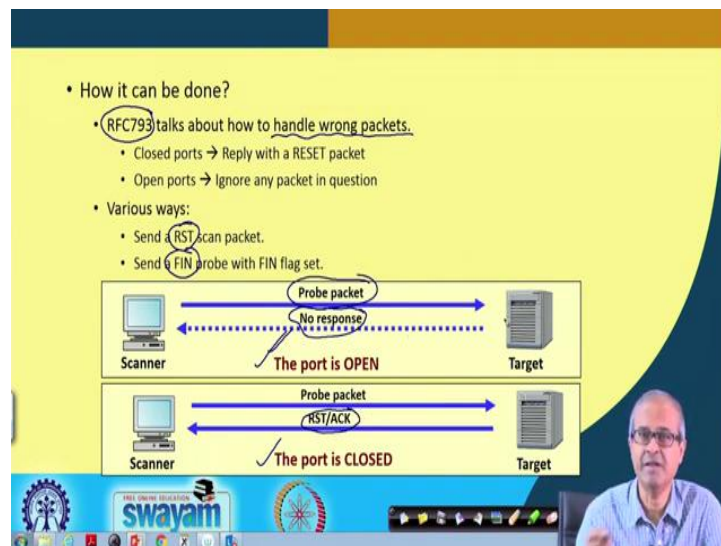 • How it can be done?
• RFC793 talks about how to handle wrong packets.
• Closed ports → Reply with a RESET packet
• Open ports → Ignore any packet in question
• Various ways:
• Send a RST scan packet.
• Send a FIN probe with FIN flag set.
Probe packet
No response
Scanner
The port is OPEN
Target
Probe packet
RST/ACK
Scanner
The port is CLOSED
Target
FREE ONLINE EDUCATION
swayam